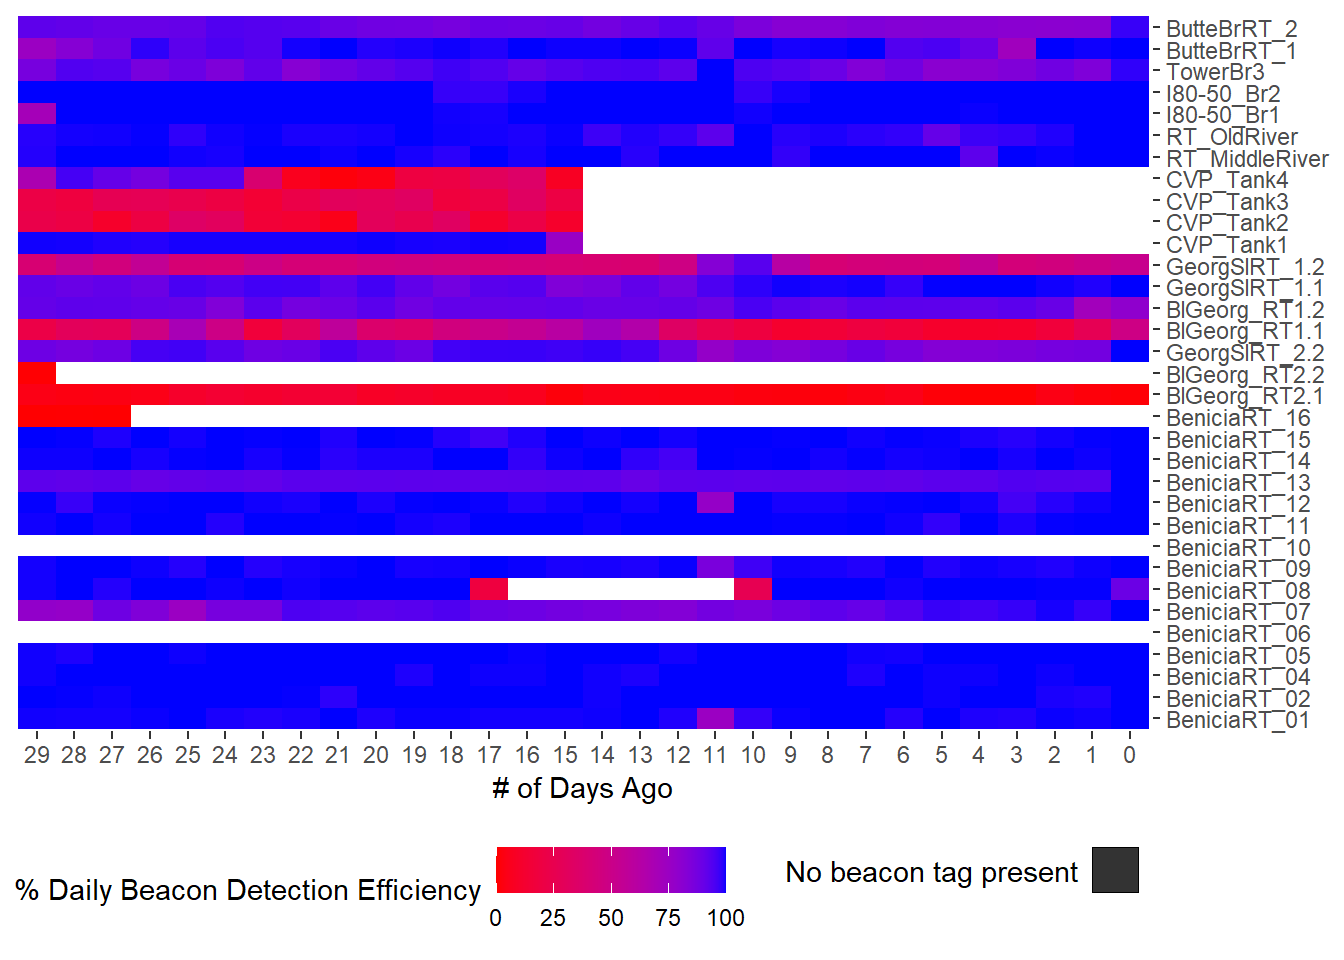 ButteBrRT_2
ButteBrRT_1
TowerBr3
I80-50_Br2
I80-50_Br1
RT_OldRiver
RT_MiddleRiver
CVP_Tank4
CVP_Tank3
CVP_Tank2
CVP_Tank1
GeorgSlRT_1.2
GeorgSlRT_1.1
BlGeorg_RT1.2
BlGeorg_RT1.1
GeorgSlRT_2.2
BlGeorg_RT2.2
BlGeorg_RT2.1
BeniciaRT_16
BeniciaRT_15
BeniciaRT_14
BeniciaRT_13
BeniciaRT_12
BeniciaRT_11
BeniciaRT_10
BeniciaRT_09
BeniciaRT_08
BeniciaRT_07
BeniciaRT_06
BeniciaRT_05
BeniciaRT_04
BeniciaRT_02
BeniciaRT_01
29 28 27 26 25 24 23 22 21 20 19 18 17 16 15 14 13 12 11 10 9 8 7 6 5 4 3 2 1 0
# of Days Ago
% Daily Beacon Detection Efficiency
0 25 50 75 100
No beacon tag present